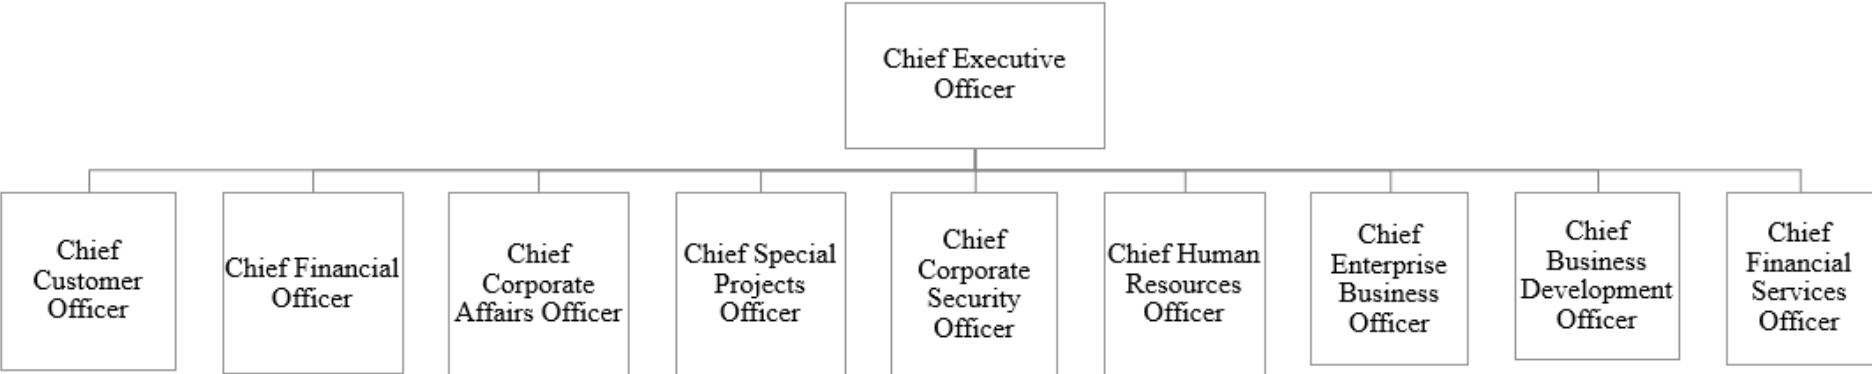 Chief Executive
Officer
Chief
Customer
Officer
Chief Financial
Officer
Chief
Corporate
Affairs Officer
Chief Special
Projects
Officer
Chief
Corporate
Security
Officer
Chief Human
Resources
Officer
Chief
Enterprise
Business
Officer
Chief
Business
Development
Officer
Chief
Financial
Services
Officer